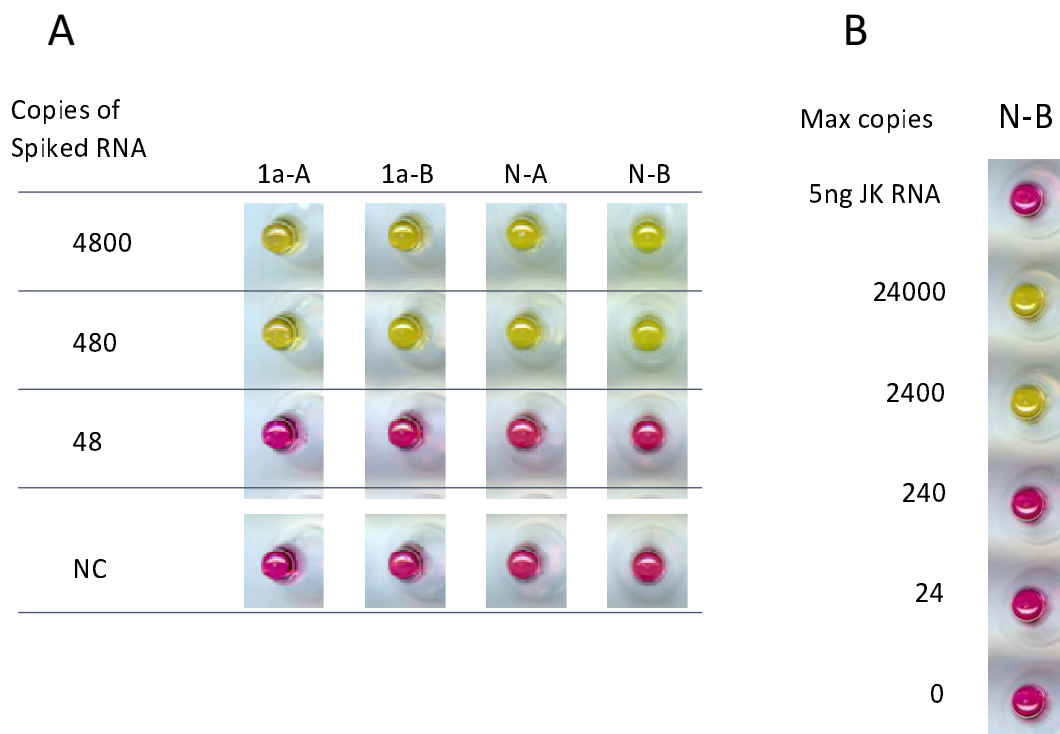 A
Copies of
Spiked RNA
1a-A 1a-B N-A N-B
4800
480
48
NC
B
Max copies N-B
5ng JK RNA
24000
2400
240
24
0